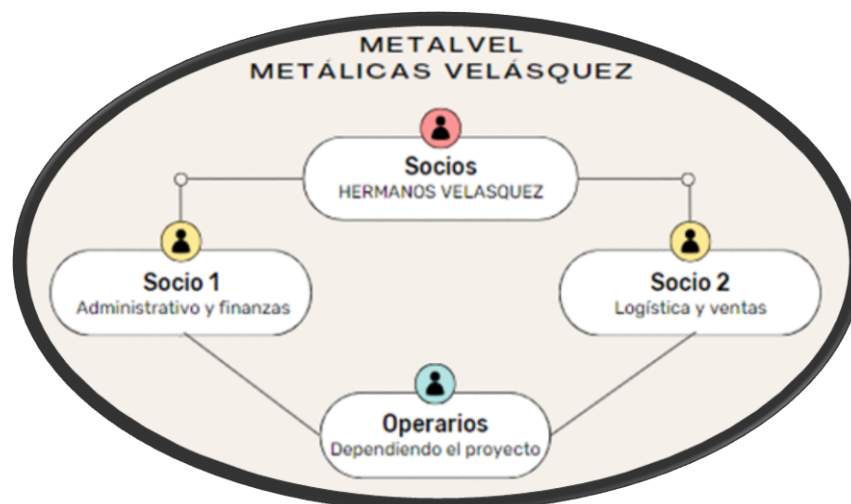 METALVEL
METÁLICAS VELÁSQUEZ
Socios
HERMANOS VELASQUEZ
Socio 1
Administrativo y finanzas
Socio 2
Logística y ventas
Operarios
Dependiendo el proyecto